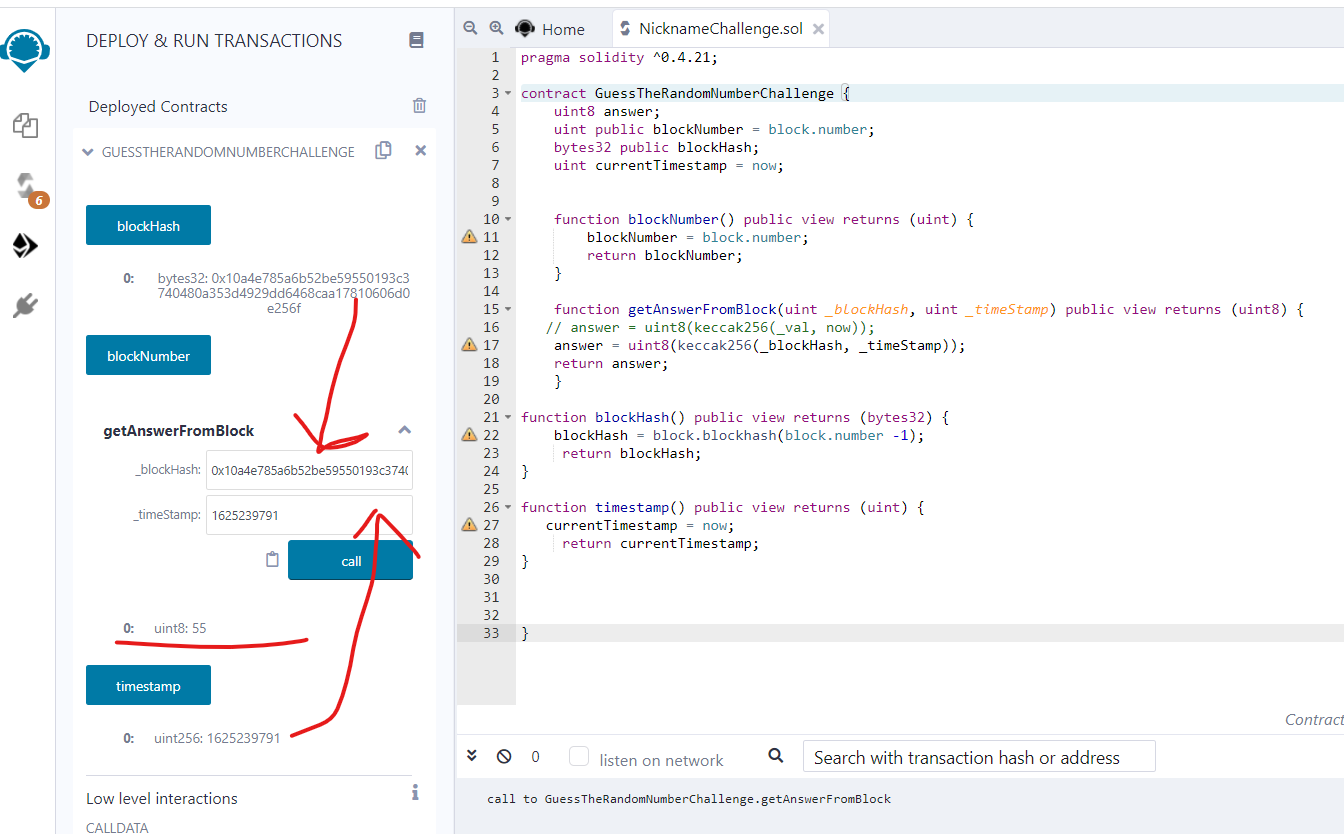 DEPLOY & RUN TRANSACTIONS
Deployed Contracts
GUESSTHERANDOMNUMBERCHALLENGE
blockHash
0: bytes32: 0x10a4e785a6b52be59550193c3
740480a353d4929dd6468caa17810606d0
e256f
blockNumber
getAnswerFromBlock
_blockHash: 0x10a4e785a6b52be59550193c374(
_timeStamp: 1625239791
call
0: uint8: 55
timestamp
0: uint256: 1625239791
Low level interactions
CALLDATA
6
Home
NicknameChallenge.sol
1 pragma solidity ^0.4.21;
2
3 contract GuessTheRandomNumberChallenge {
4 uint8 answer;
5 uint public blockNumber = block.number;
6 bytes32 public blockHash;
7 uint currentTimestamp = now;
8
9
10 function blockNumber() public view returns (uint) {
11 blockNumber = block.number;
12 return blockNumber;
13 }
14
15 function getAnswerFromBlock(uint _blockHash, uint _timeStamp) public view returns (uint8) {
16 // answer = uint8(keccak256(_val, now));
17 answer = uint8(keccak256(_blockHash, _timeStamp));
18 return answer;
19 }
20
21 function blockHash() public view returns (bytes32) {
22 blockHash = block.blockhash(block.number -1);
23 return blockHash;
24 }
25
26 function timestamp() public view returns (uint) {
27 currentTimestamp = now;
28 return currentTimestamp;
29 }
30
31
32
33 }
Contract
0 listen on network Search with transaction hash or address
call to GuessTheRandomNumberChallenge.getAnswerFromBlock